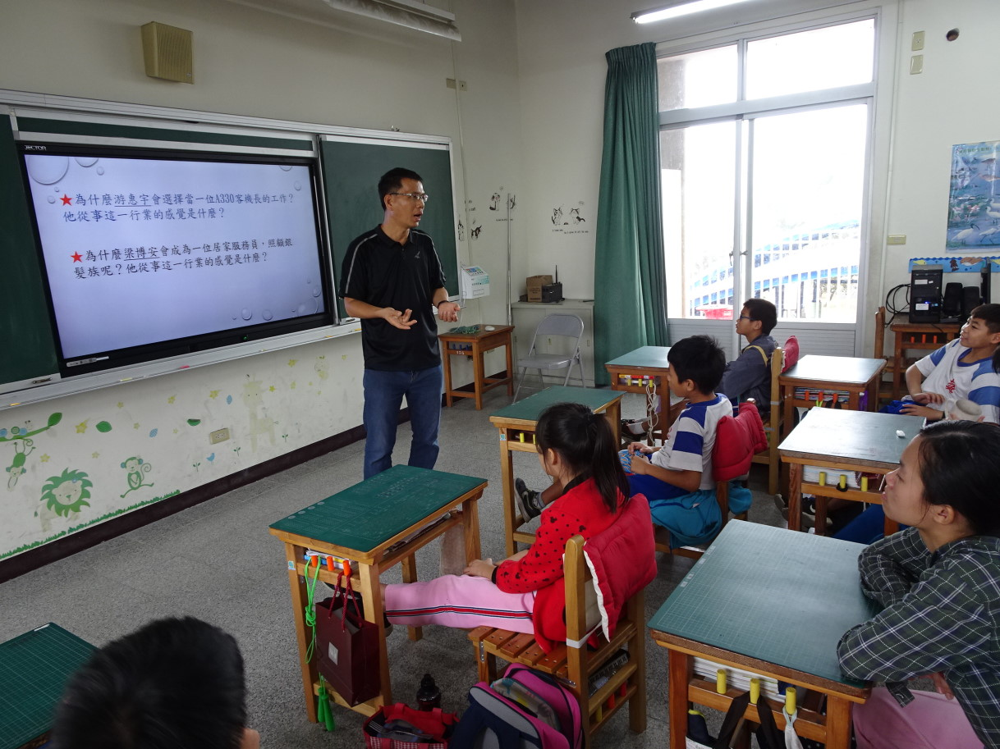 VECTOR
★為什麼游惠宇會選擇當一位A330客機長的工作?
他從事這一行業的感覺是什麼?
★為什麼梁博安會成為一位居家服務員,照顧銀
髮族呢?他從事這一行業的感覺是什麼?